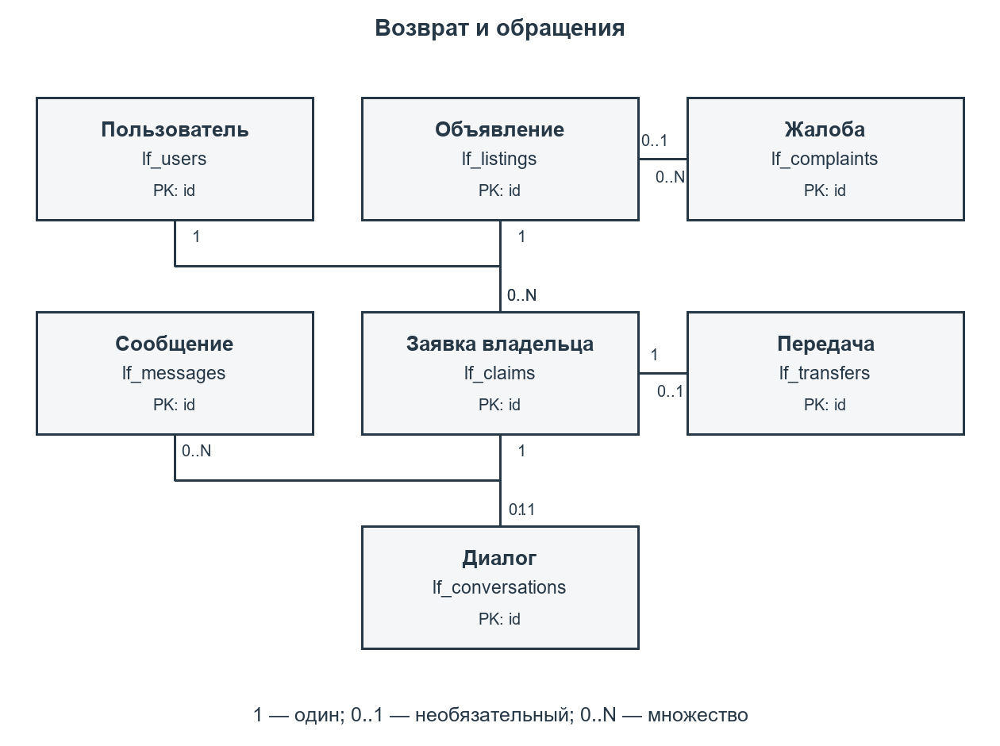 Возврат и обращения
Пользователь
lf_users
PK: id
Объявление
lf_listings
PK: id
0..1
0..N
Жалоба
lf_complaints
PK: id
1
1
0..N
Сообщение
lf_messages
PK: id
Заявка владельца
lf_claims
PK: id
1
0..1
Передача
lf_transfers
PK: id
0..N
1
Диалог
lf_conversations
PK: id
1 — один; 0..1 — необязательный; 0..N — множество